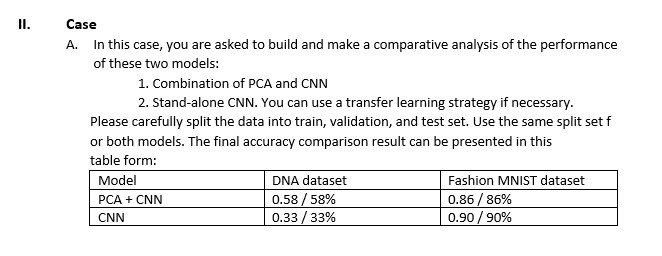 II. Case
A. In this case, you are asked to build and make a comparative analysis of the performance
of these two models:
1. Combination of PCA and CNN
2. Stand-alone CNN. You can use a transfer learning strategy if necessary.
Please carefully split the data into train, validation, and test set. Use the same split set f
or both models. The final accuracy comparison result can be presented in this
table form:
Model DNA dataset Fashion MNIST dataset
PCA + CNN 0.58 / 58% 0.86 / 86%
CNN 0.33 / 33% 0.90 / 90%